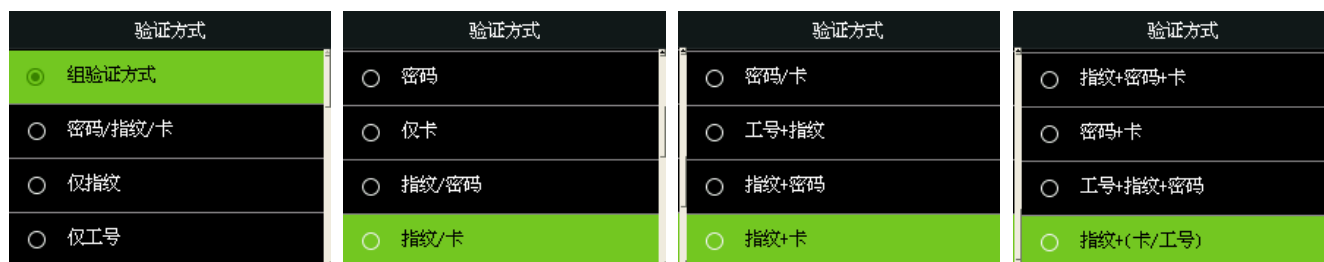 验证方式
组验证方式
密码/指纹/卡
仅指纹
仅工号
验证方式
密码
仅卡
指纹/密码
指纹/卡
验证方式
密码/卡
工号+指纹
指纹+密码
指纹+卡
验证方式
指纹+密码+卡
密码+卡
工号+指纹+密码
指纹+(卡/工号)